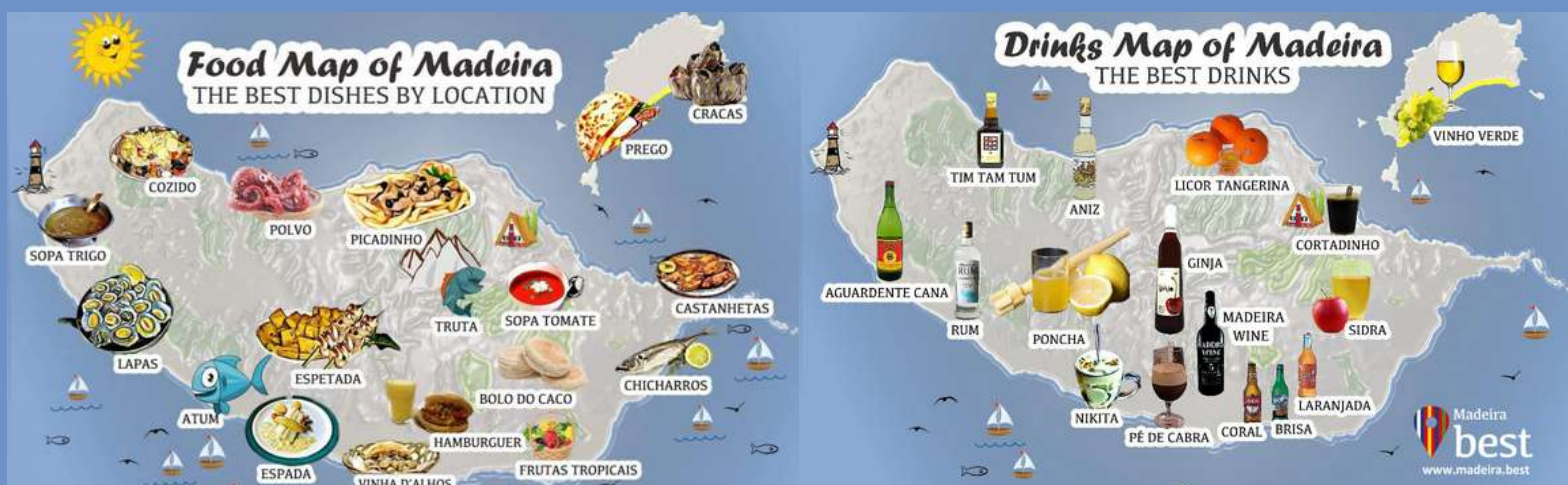 Food Map of Madeira
THE BEST DISHES BY LOCATION
CRACAS
PREGO
COZIDO
POLVO
PICADINHO
SOPA TRIGO
CASTANHETAS
TRUTA
SOPA TOMATE
LAPAS
ESPETADA
CHICHARROS
BOLO DO CACO
ATUM
HAMBURGUER
ESPADA
FRUTAS TROPICAIS
VINHA D'ALHOS
Drinks Map of Madeira
THE BEST DRINKS
VINHO VERDE
TIM TAM TUM
LICOR TANGERINA
ANIZ
CORTADINHO
GINJA
AGUARDENTE CANA
RUM
PONCHA
MADEIRA
WINE
SIDRA
NIKITA
LARANJADA
PÉ DE CABRA
CORAL
BRISA
Madeira
best
www.madeira.best